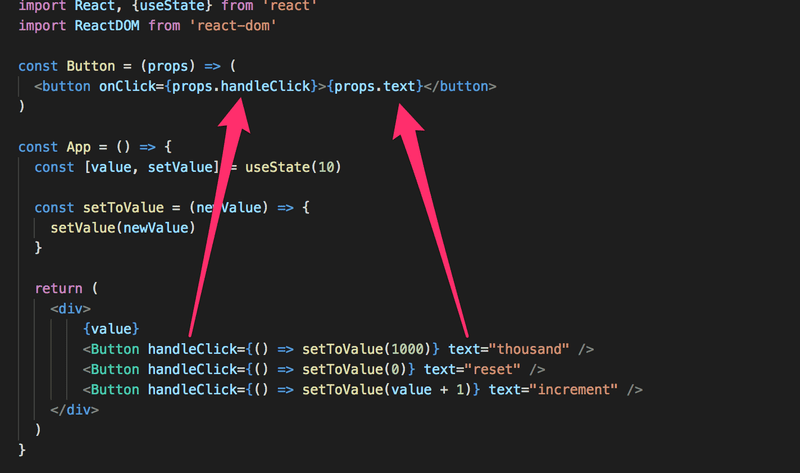 import React, {useState} from 'react'
import ReactDOM from 'react-dom'
const Button = (props) => (
<button onClick={props.handleClick}>{props.text}</button>
)
const App = () => {
const [value, setValue] = useState(10)
const setToValue = (newValue) => {
setValue(newValue)
}
return (
<div>
{value}
<Button handleClick={() => setToValue(1000)} text="thousand" />
<Button handleClick={() => setToValue(0)} text="reset" />
<Button handleClick={() => setToValue(value + 1)} text="increment" />
</div>
)
}